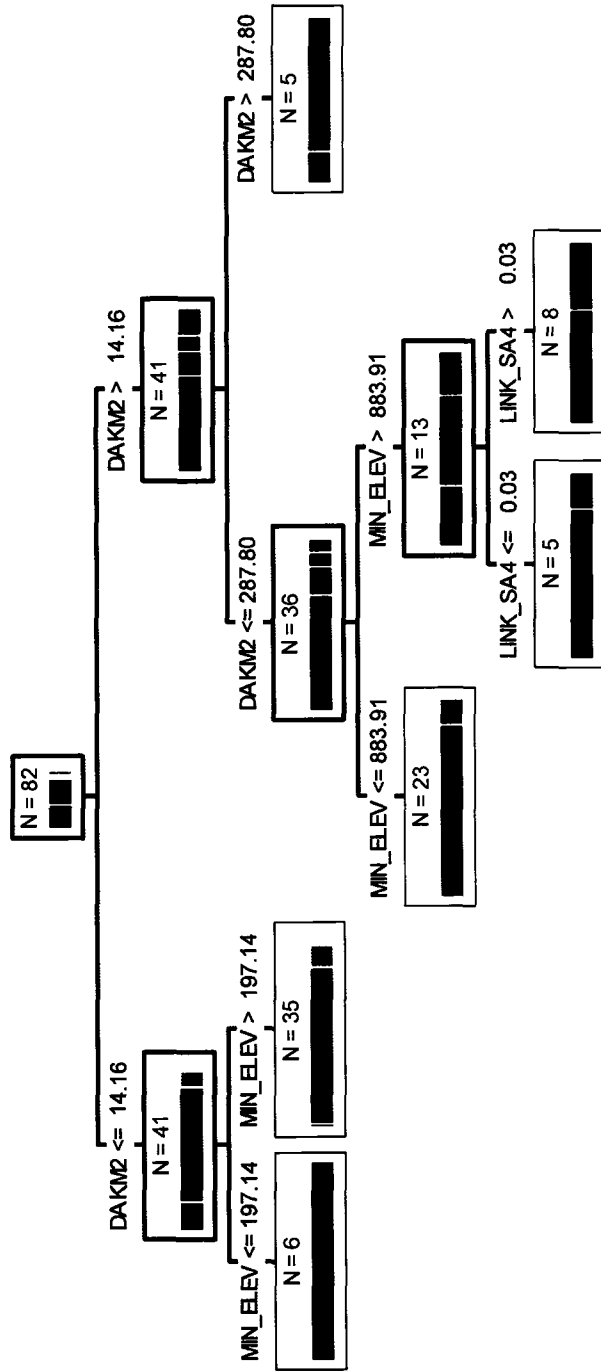 N = 82
DAKM2 <= 14.16
DAKM2 > 14.16
N = 41
N = 41
MIN_ELEV <= 197.14
MIN_ELEV > 197.14
DAKM2 <= 287.80
DAKM2 > 287.80
N = 6
N = 35
N = 36
N = 5
MIN_ELEV <= 883.91
MIN_ELEV > 883.91
N = 23
N = 13
LINK_SA4 <= 0.03
LINK_SA4 > 0.03
N = 5
N = 8